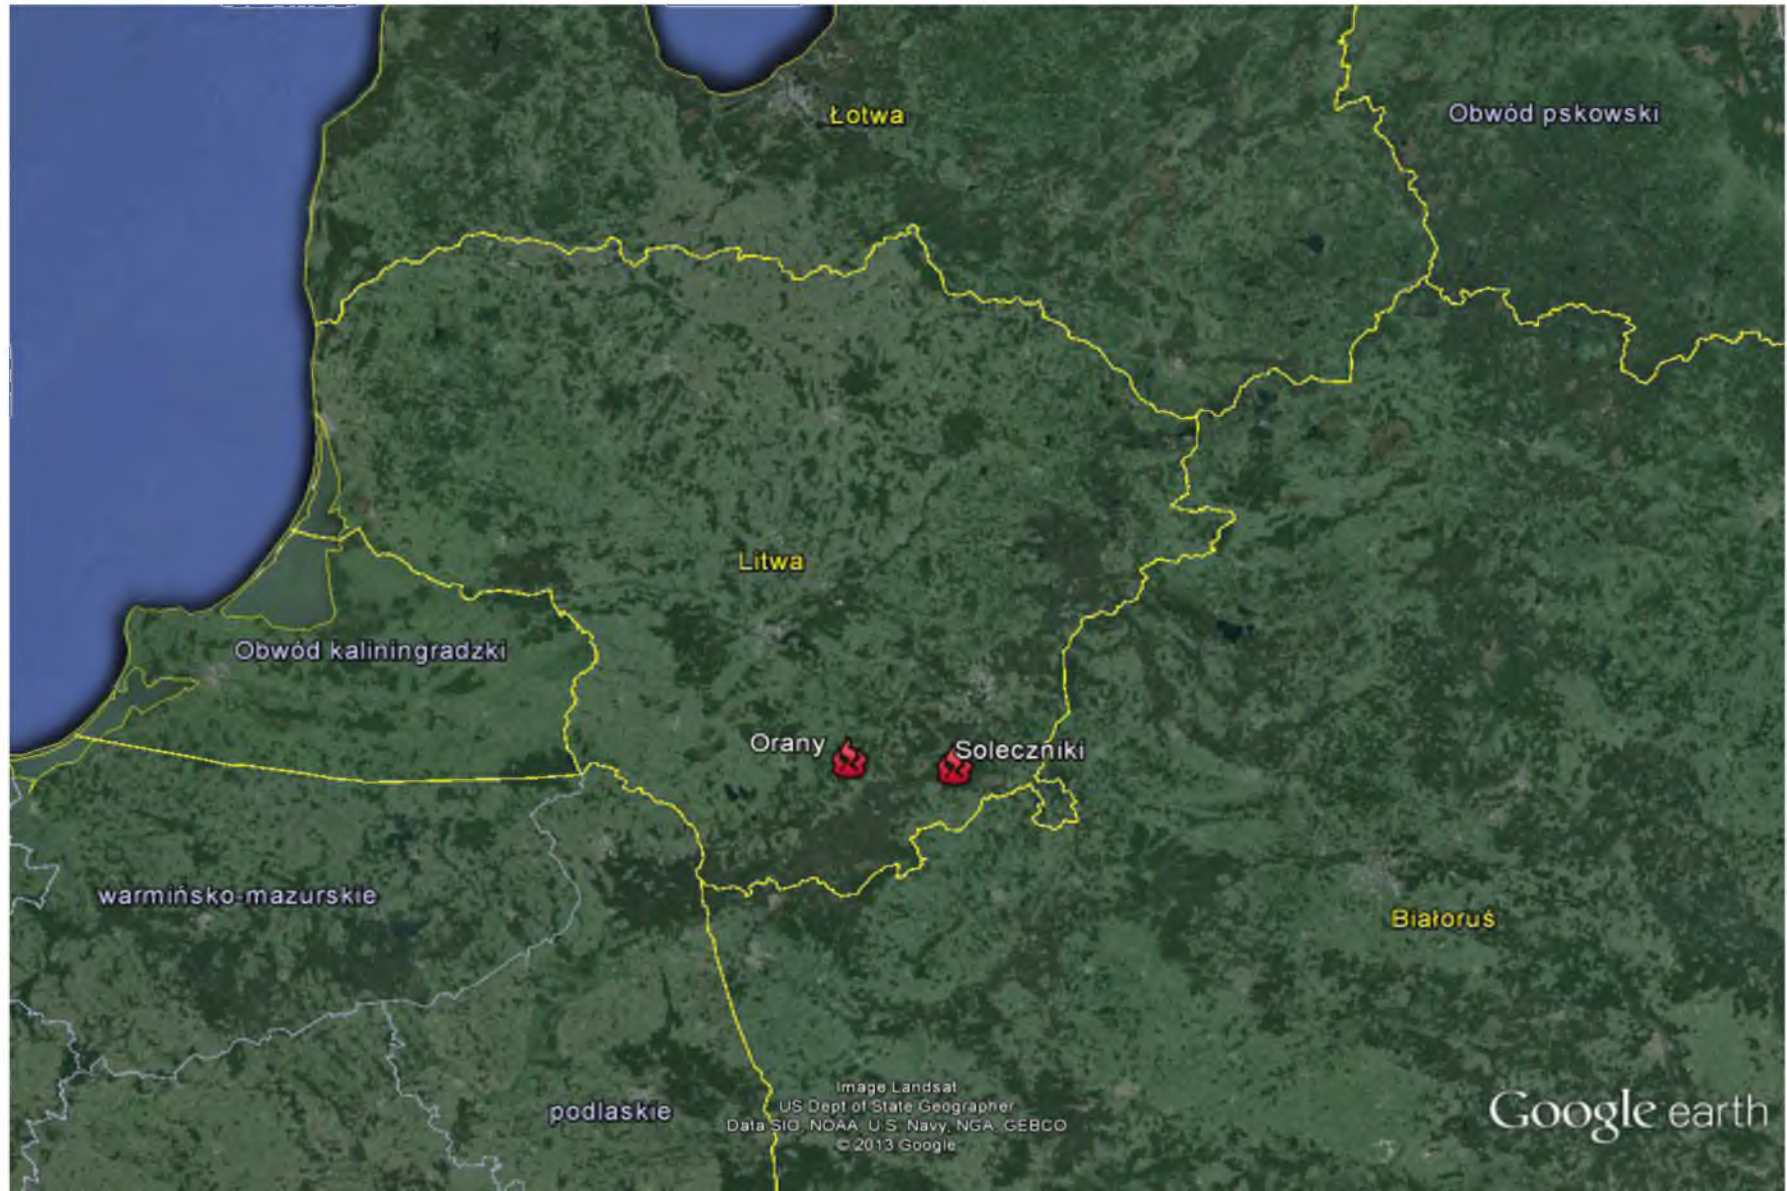 Łotwa
Obwód pskowski
Litwa
Obwód kaliningradzki
Orany
Soleczniki
warmińsko-mazurskie
Białoruś
podlaskie
Image Landsat
US Dept of State Geographer
Data SIO, NOAA, U.S. Navy, NGA, GEBCO
© 2013 Google
Google earth